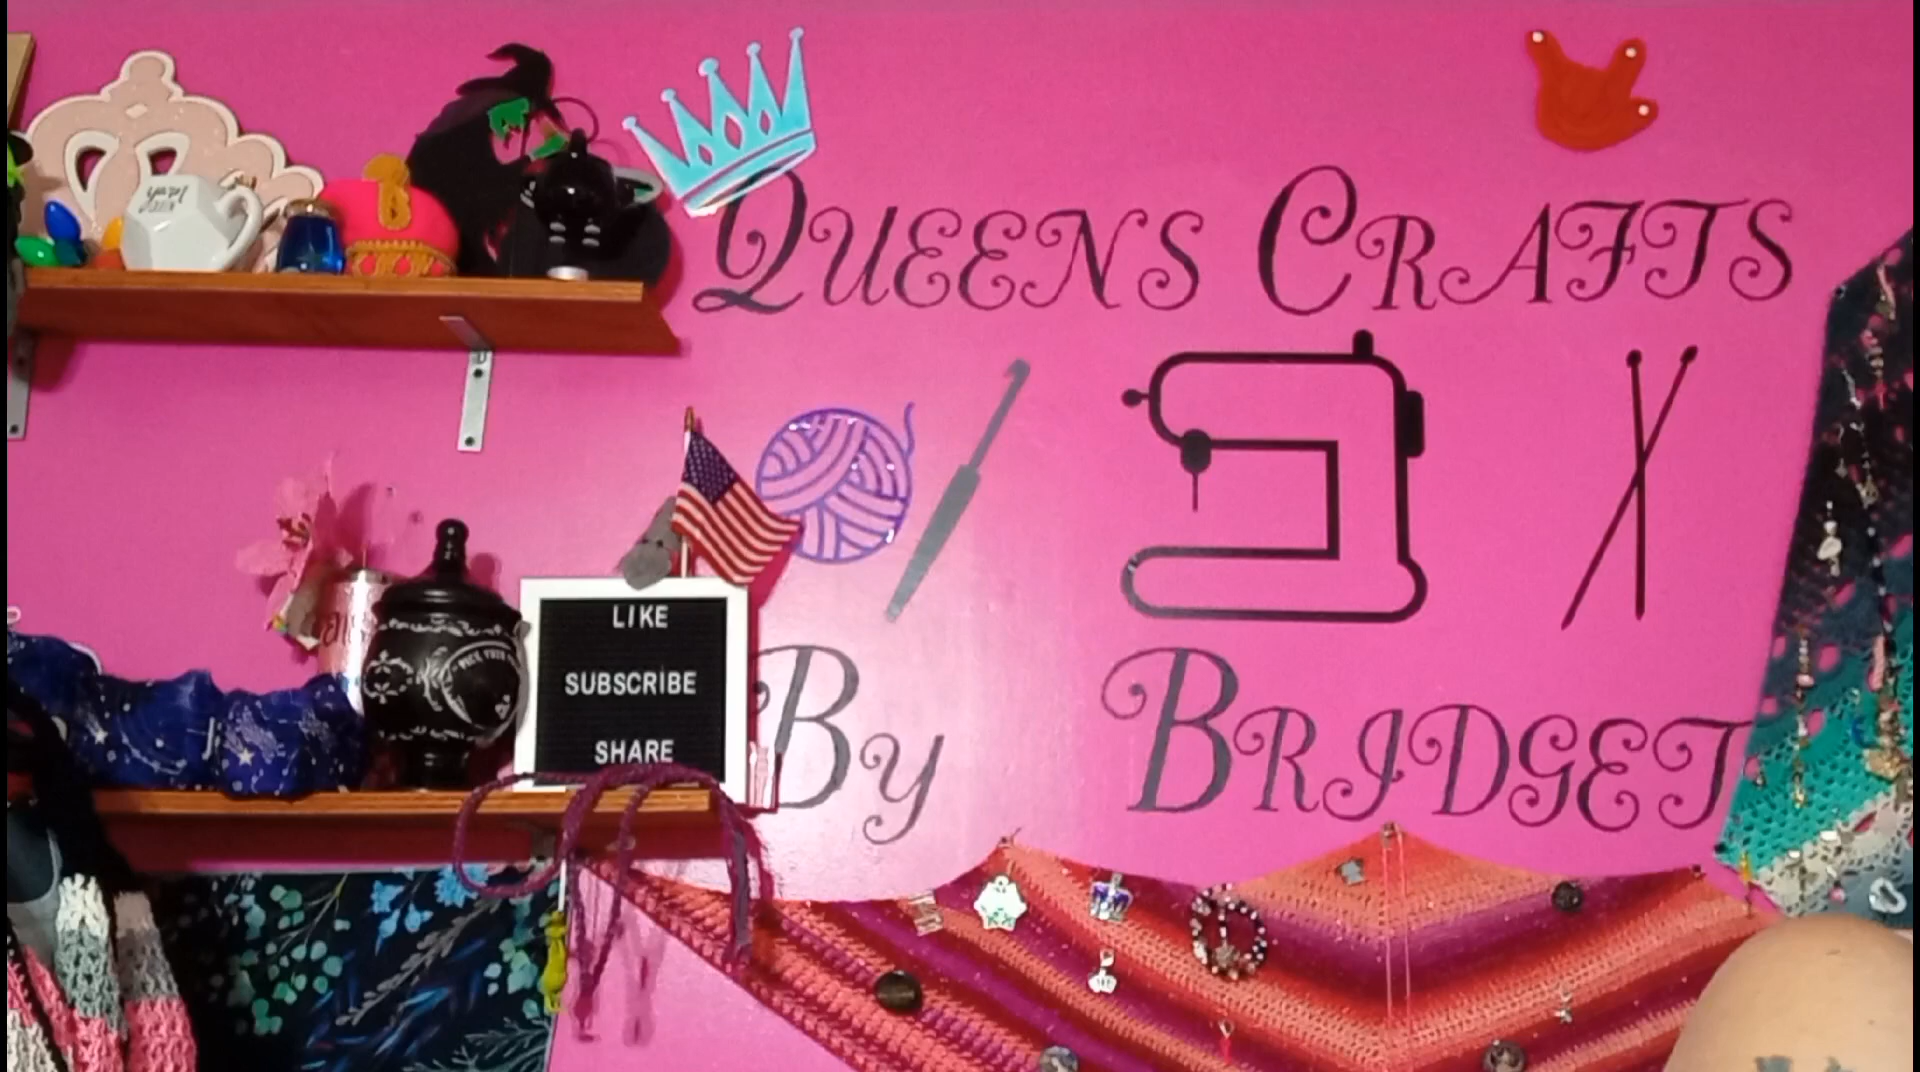 QUEENS CRAFTS
LIKE
SUBSCRIBE
SHARE
BY BRIDGET